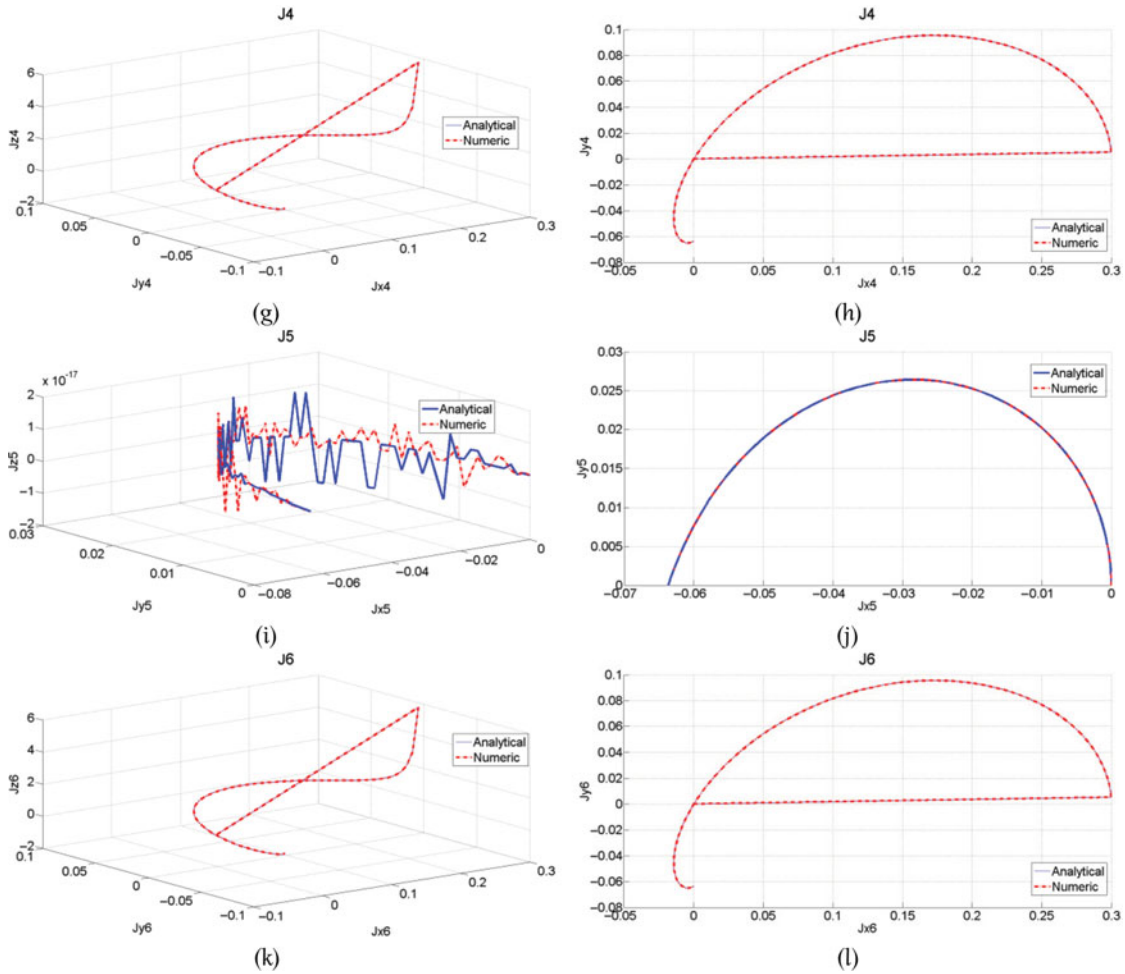 J4
6
4
2
0
−2
Jz4
0.1
0.05
0
−0.05
−0.1
Jy4
−0.1
0
0.1
0.2
0.3
Jx4
Analytical
Numeric
(g)
J4
0.1
0.08
0.06
0.04
0.02
0
−0.02
−0.04
−0.06
−0.08
Jy4
−0.05
0
0.05
0.1
0.15
0.2
0.25
0.3
Jx4
Analytical
Numeric
(h)
J5
x 10⁻¹⁷
2
1
0
−1
−2
Jz5
0.03
0.02
0.01
0
Jy5
−0.08
−0.06
−0.04
−0.02
0
Jx5
Analytical
Numeric
(i)
J5
0.03
0.025
0.02
0.015
0.01
0.005
0
Jy5
−0.07
−0.06
−0.05
−0.04
−0.03
−0.02
−0.01
0
Jx5
Analytical
Numeric
(j)
J6
6
4
2
0
−2
Jz6
0.1
0.05
0
−0.05
−0.1
Jy6
−0.1
0
0.1
0.2
0.3
Jx6
Analytical
Numeric
(k)
J6
0.1
0.08
0.06
0.04
0.02
0
−0.02
−0.04
−0.06
−0.08
Jy6
−0.05
0
0.05
0.1
0.15
0.2
0.25
0.3
Jx6
Analytical
Numeric
(l)